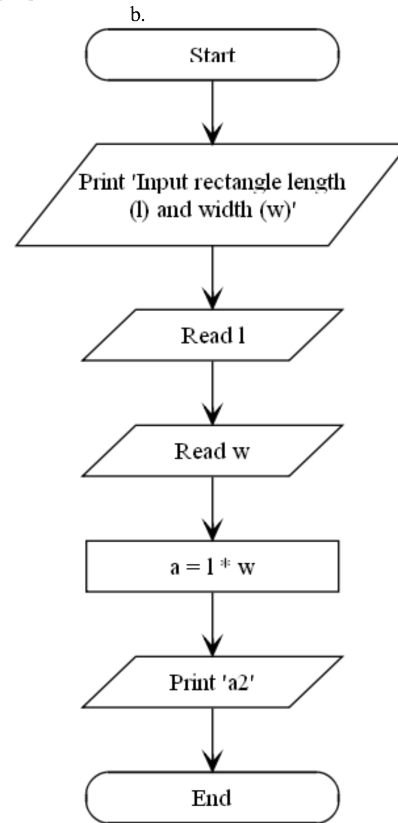 b.
Start
Print 'Input rectangle length
(l) and width (w)'
Read l
Read w
a = l * w
Print 'a2'
End